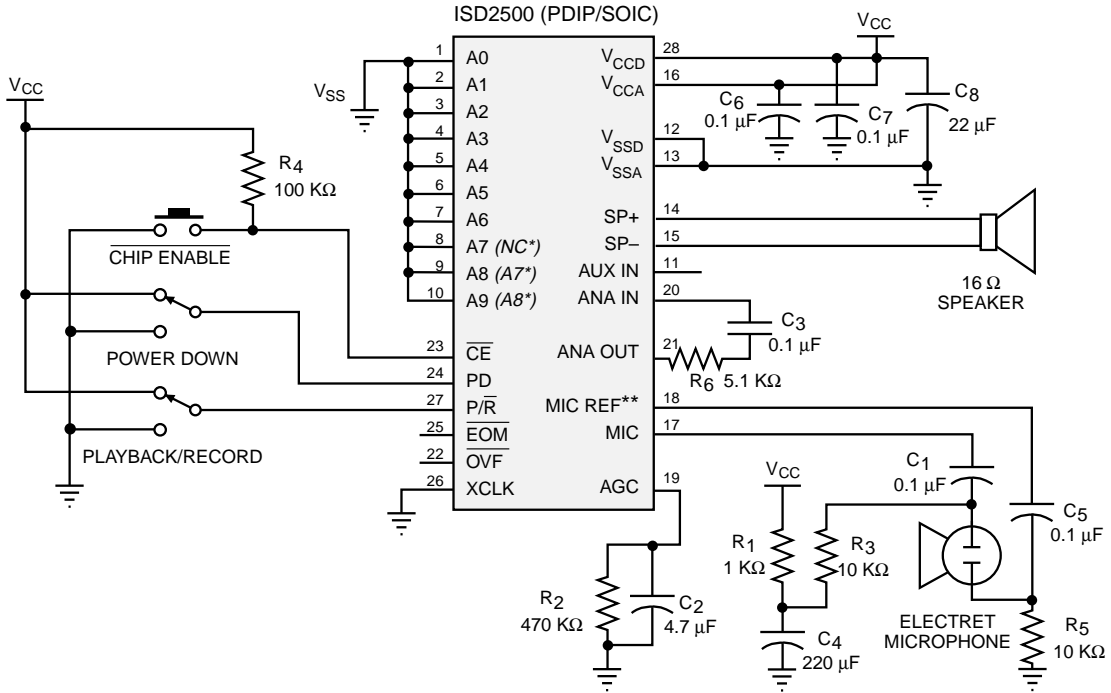 ISD2500 (PDIP/SOIC)
VCC
VSS
1 A0
2 A1
3 A2
4 A3
5 A4
6 A5
7 A6
8 A7 (NC*)
9 A8 (A7*)
10 A9 (A8*)
23 CE
24 PD
27 P/R
25 EOM
22 OVF
26 XCLK
R4
100 KΩ
CHIP ENABLE
POWER DOWN
PLAYBACK/RECORD
VCCD 28
VCCA 16
VSSD 12
VSSA 13
SP+ 14
SP– 15
AUX IN 11
ANA IN 20
ANA OUT 21
MIC REF** 18
MIC 17
AGC 19
VCC
C6
0.1 µF
C7
0.1 µF
C8
22 µF
16 Ω
SPEAKER
C3
0.1 µF
R6 5.1 KΩ
C1
0.1 µF
C5
0.1 µF
VCC
R1
1 KΩ
R3
10 KΩ
R2
470 KΩ
C2
4.7 µF
C4
220 µF
ELECTRET
MICROPHONE
R5
10 KΩ